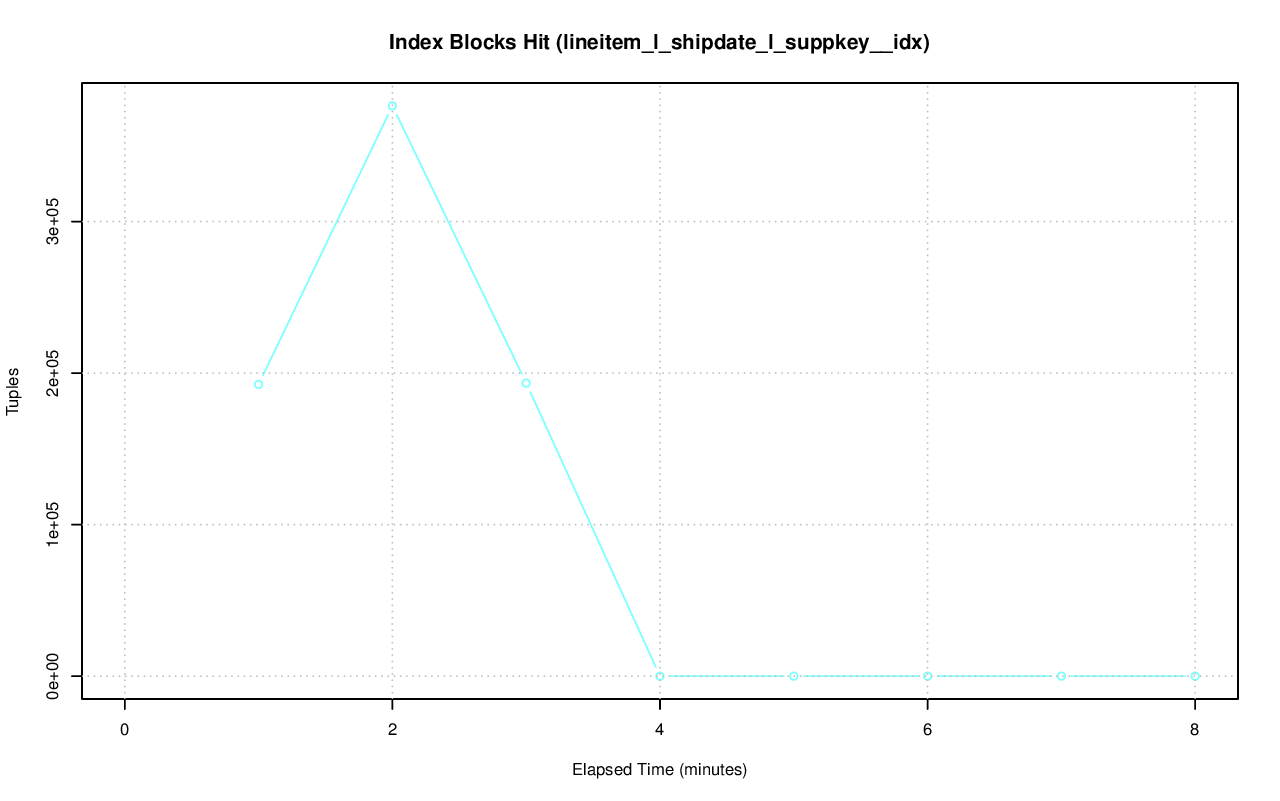 Index Blocks Hit (lineitem_l_shipdate_l_suppkey__idx)
Tuples
3e+05
2e+05
1e+05
0e+00
0 2 4 6 8
Elapsed Time (minutes)